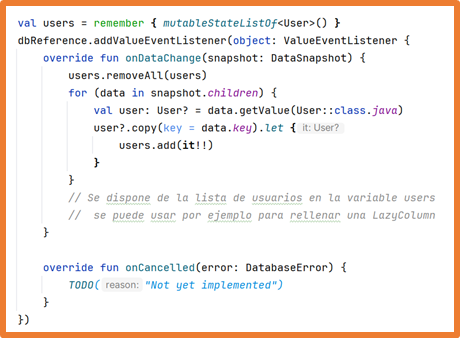 val users = remember { mutableStateListOf<User>() }
dbReference.addValueEventListener(object: ValueEventListener {
    override fun onDataChange(snapshot: DataSnapshot) {
        users.removeAll(users)
        for (data in snapshot.children) {
            val user: User? = data.getValue(User::class.java)
            user?.copy(key = data.key).let { it: User?
                users.add(it!!)
            }
        }
        // Se dispone de la lista de usuarios en la variable users
        //  se puede usar por ejemplo para rellenar una LazyColumn
    }
    override fun onCancelled(error: DatabaseError) {
        TODO( reason: "Not yet implemented")
    }
})